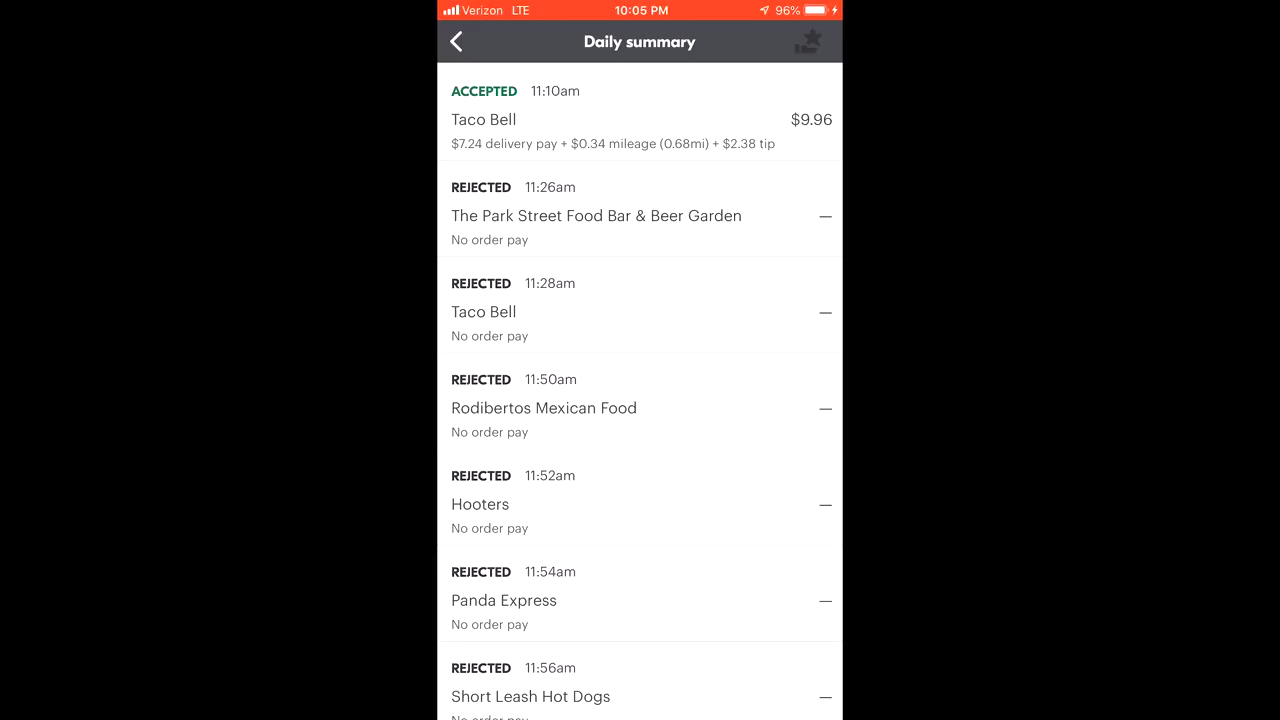 Verizon LTE 10:05 PM 96%
Daily summary
ACCEPTED 11:10am
Taco Bell $9.96
$7.24 delivery pay + $0.34 mileage (0.68mi) + $2.38 tip
REJECTED 11:26am
The Park Street Food Bar & Beer Garden —
No order pay
REJECTED 11:28am
Taco Bell —
No order pay
REJECTED 11:50am
Rodibertos Mexican Food —
No order pay
REJECTED 11:52am
Hooters —
No order pay
REJECTED 11:54am
Panda Express —
No order pay
REJECTED 11:56am
Short Leash Hot Dogs —
No order pay